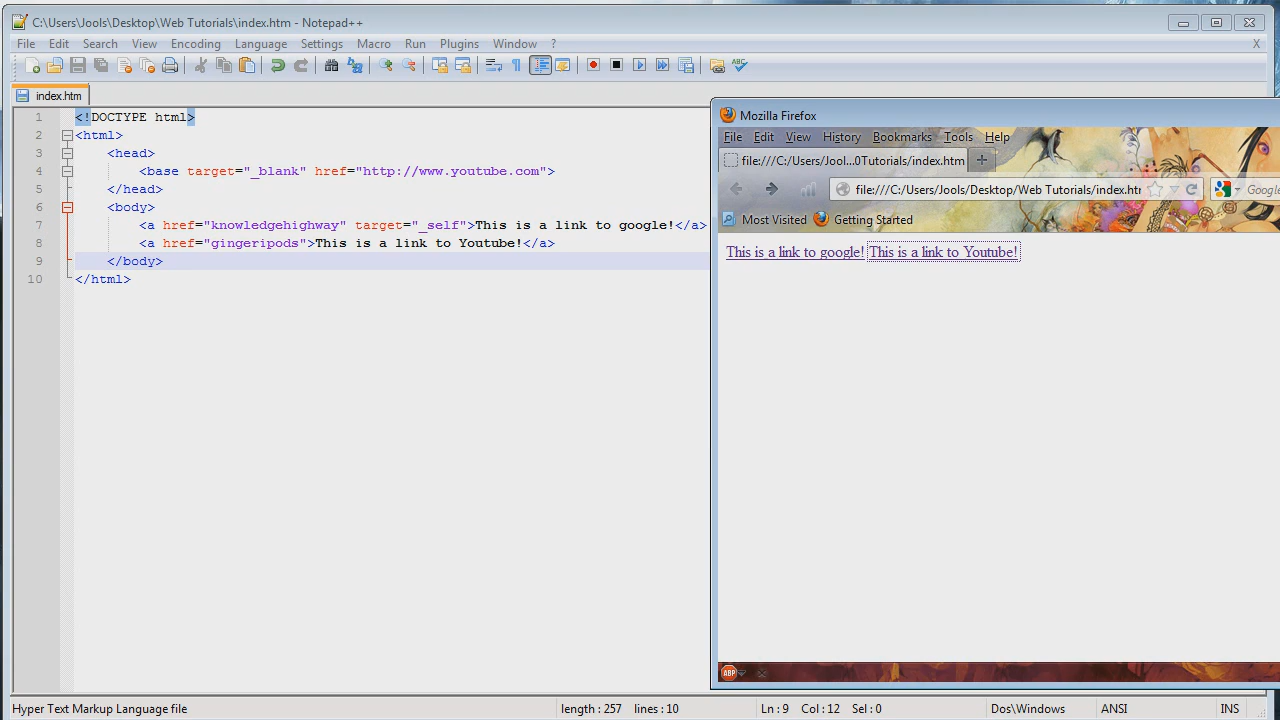 C:\Users\Jools\Desktop\Web Tutorials\index.htm - Notepad++
File Edit Search View Encoding Language Settings Macro Run Plugins Window ? X
index.htm
1 <!DOCTYPE html>
2 <html>
3 <head>
4 <base target="_blank" href="http://www.youtube.com">
5 </head>
6 <body>
7 <a href="knowledgehighway" target="_self">This is a link to google!</a>
8 <a href="gingeripods">This is a link to Youtube!</a>
9 </body>
10 </html>
Mozilla Firefox
File Edit View History Bookmarks Tools Help
file:///C:/Users/Jool...0Tutorials/index.htm
file:///C:/Users/Jools/Desktop/Web Tutorials/index.htm
Google
Most Visited Getting Started
This is a link to google! This is a link to Youtube!
ABP
Hyper Text Markup Language file length : 257 lines : 10 Ln : 9 Col : 12 Sel : 0 Dos\Windows ANSI INS